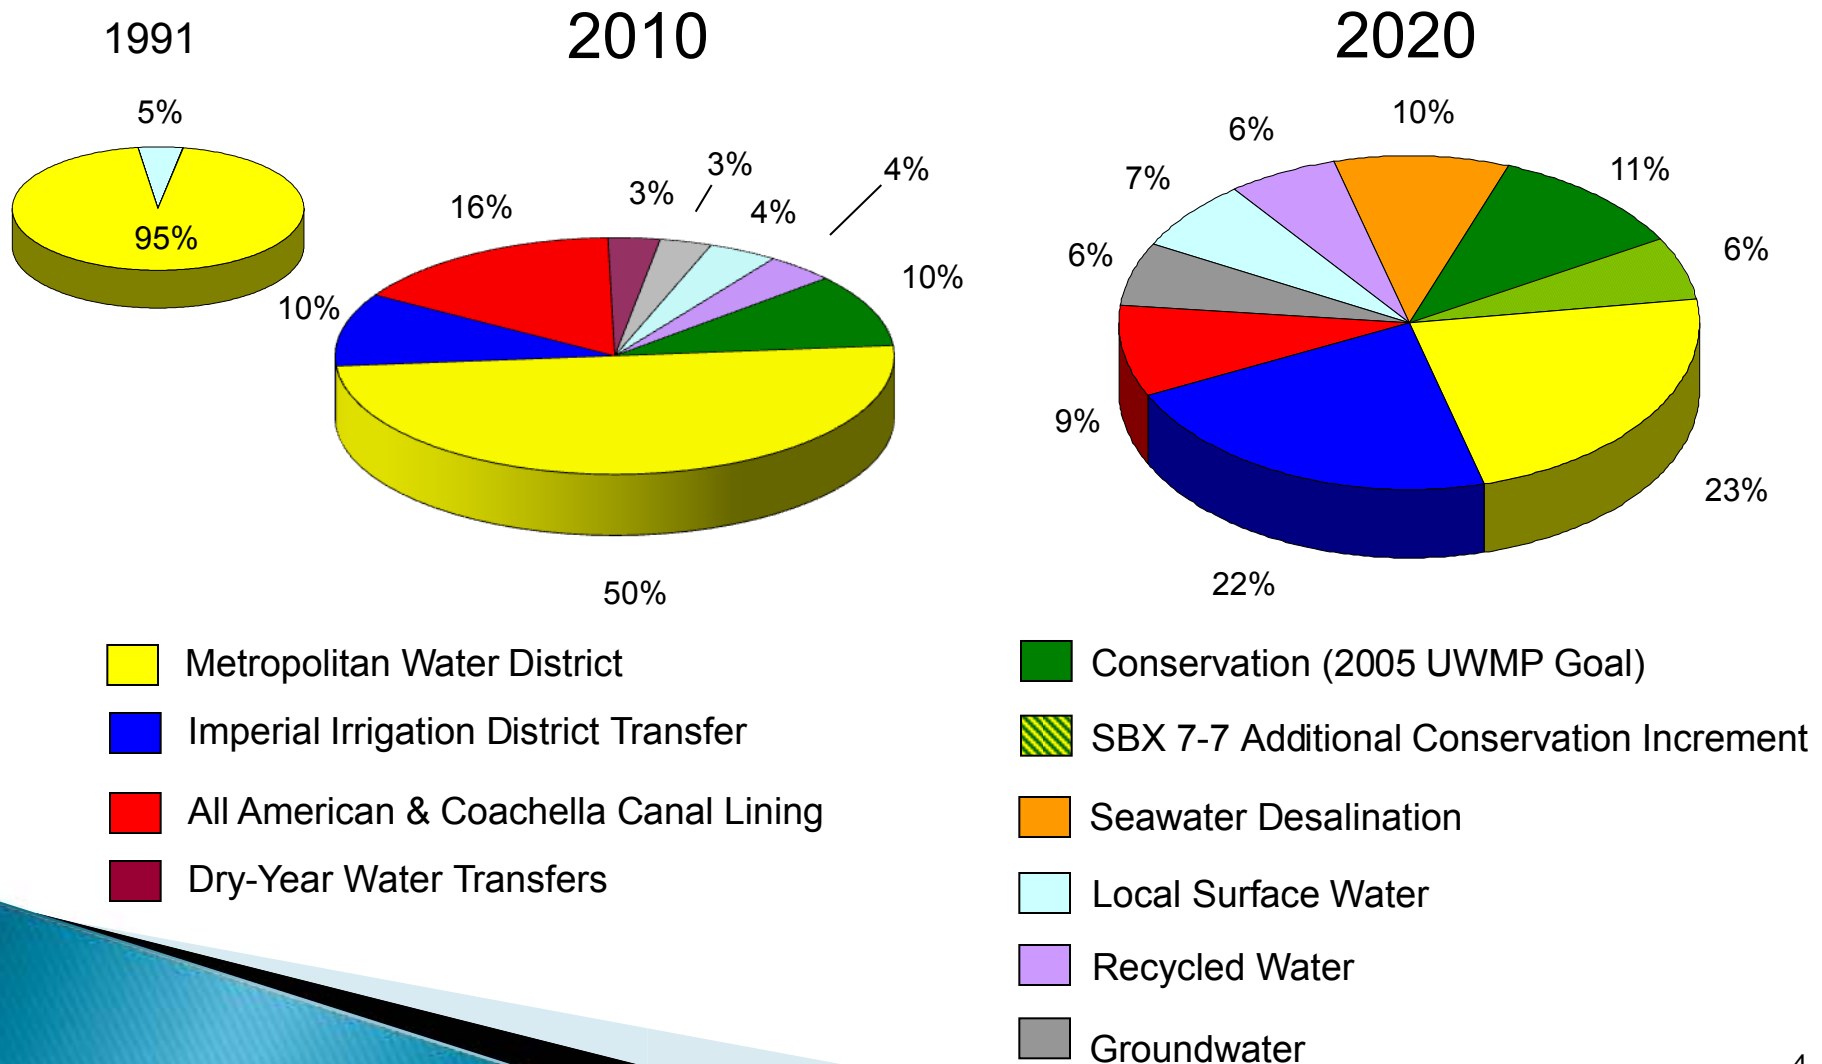 1991
5%
95%
2010
16%
3%
3%
4%
4%
10%
10%
50%
2020
6%
10%
11%
7%
6%
6%
9%
23%
22%
Metropolitan Water District
Imperial Irrigation District Transfer
All American & Coachella Canal Lining
Dry-Year Water Transfers
Conservation (2005 UWMP Goal)
SBX 7-7 Additional Conservation Increment
Seawater Desalination
Local Surface Water
Recycled Water
Groundwater
4